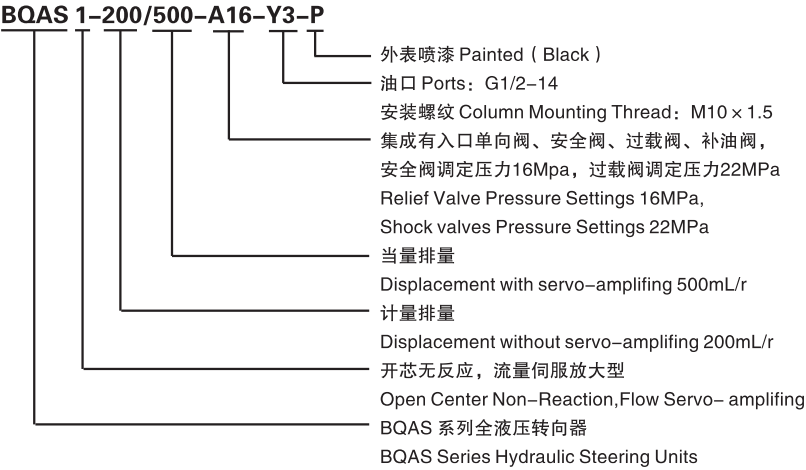 BQAS 1-200/500-A16-Y3-P
外表喷漆 Painted（Black）
油口 Ports：G1/2-14
安装螺纹 Column Mounting Thread：M10×1.5
集成有入口单向阀、安全阀、过载阀、补油阀，
安全阀调定压力16Mpa，过载阀调定压力22MPa
Relief Valve Pressure Settings 16MPa,
Shock valves Pressure Settings 22MPa
当量排量
Displacement with servo-amplifing 500mL/r
计量排量
Displacement without servo-amplifing 200mL/r
开芯无反应，流量伺服放大型
Open Center Non-Reaction,Flow Servo- amplifing
BQAS 系列全液压转向器
BQAS Series Hydraulic Steering Units